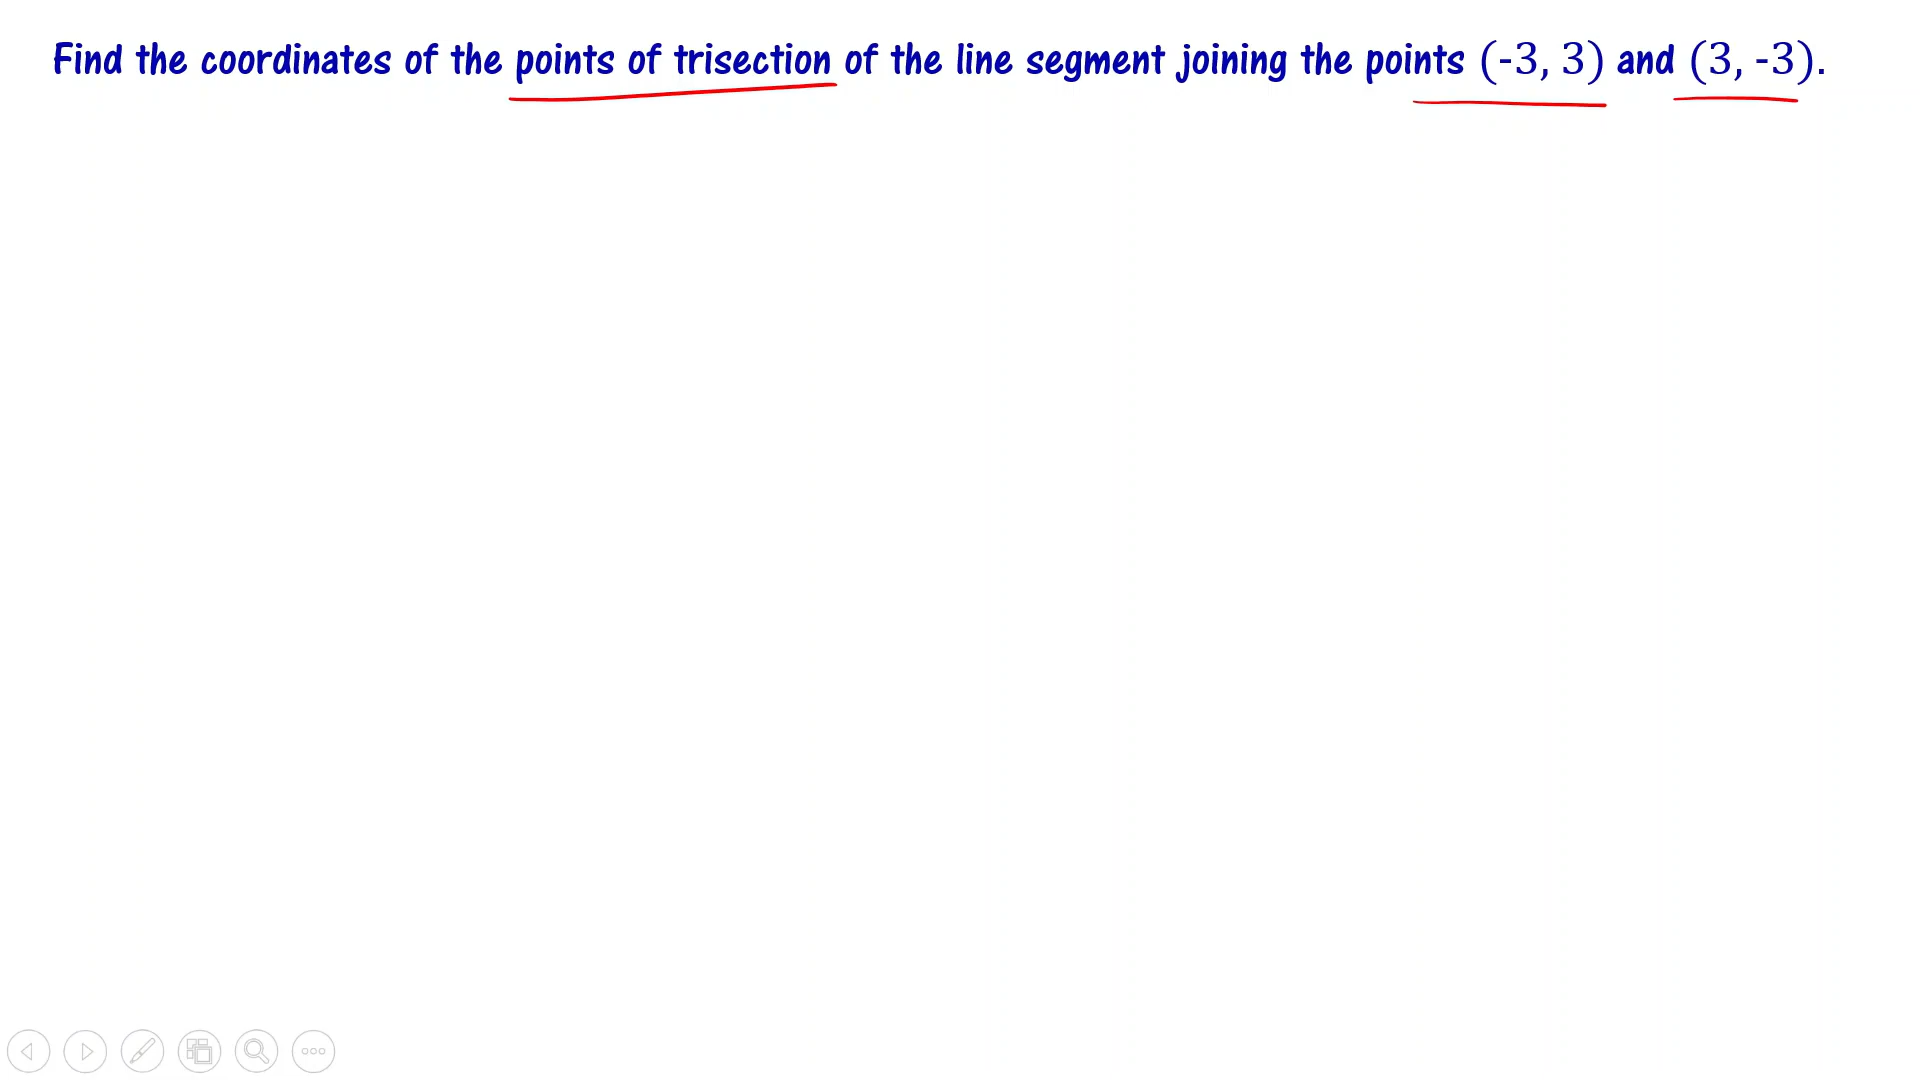 Find the coordinates of the points of trisection of the line segment joining the points (-3, 3) and (3, -3).